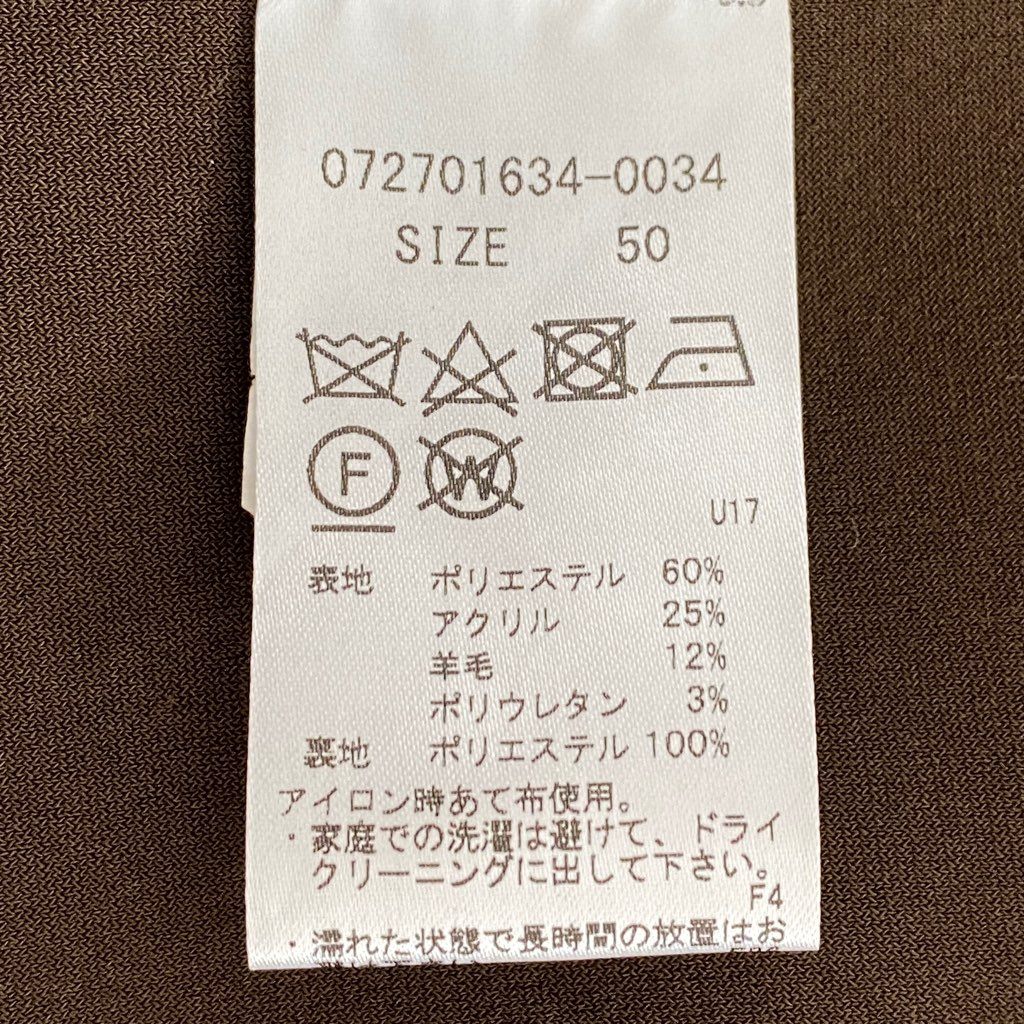 072701634-0034
SIZE 50
F
W
U17
表地 ポリエステル 60%
アクリル 25%
羊毛 12%
ポリウレタン 3%
裏地 ポリエステル 100%
アイロン時あて布使用。
・家庭での洗濯は避けて、ドライ
クリーニングに出して下さい。
F4
・濡れた状態で長時間の放置はお